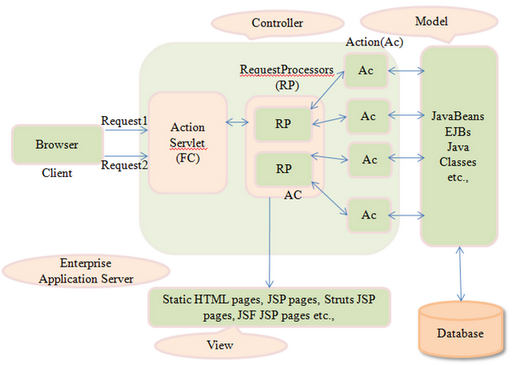 Controller
Model
Action(Ac)
RequestProcessors
(RP)
Ac
Request1
Action
Servlet
(FC)
RP
Ac
JavaBeans
EJBs
Java
Classes
etc.,
Browser
Client
Request2
RP
Ac
AC
Ac
Enterprise
Application Server
Static HTML pages, JSP pages, Struts JSP
pages, JSF JSP pages etc.,
View
Database